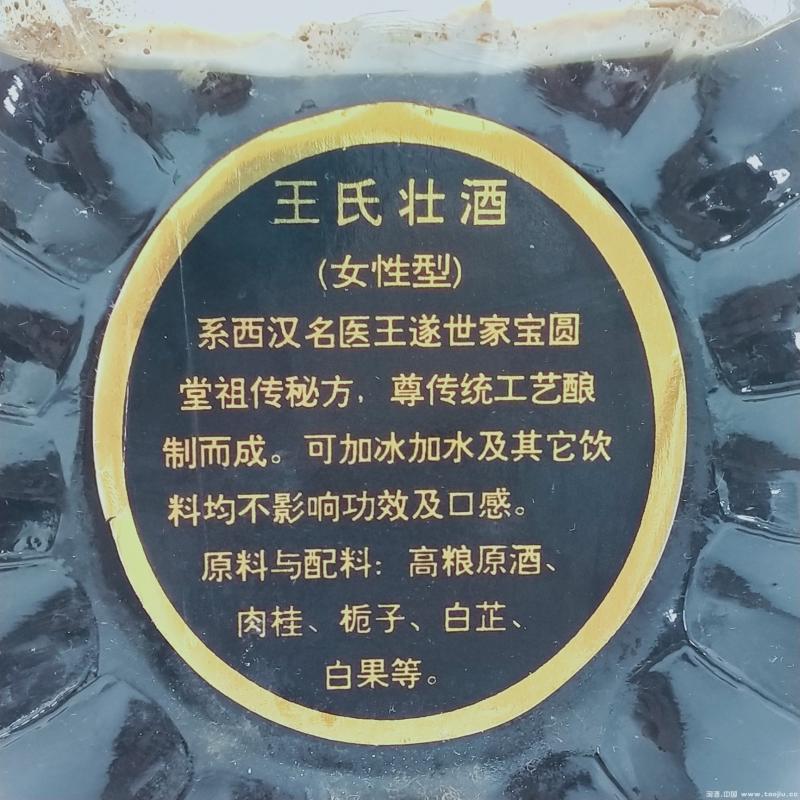 王氏壮酒
(女性型)
系西汉名医王遂世家宝圆
堂祖传秘方，尊传统工艺酿
制而成。可加冰加水及其它饮
料均不影响功效及口感。
原料与配料：高粮原酒、
肉桂、栀子、白芷、
白果等。
www.taojiu.cc